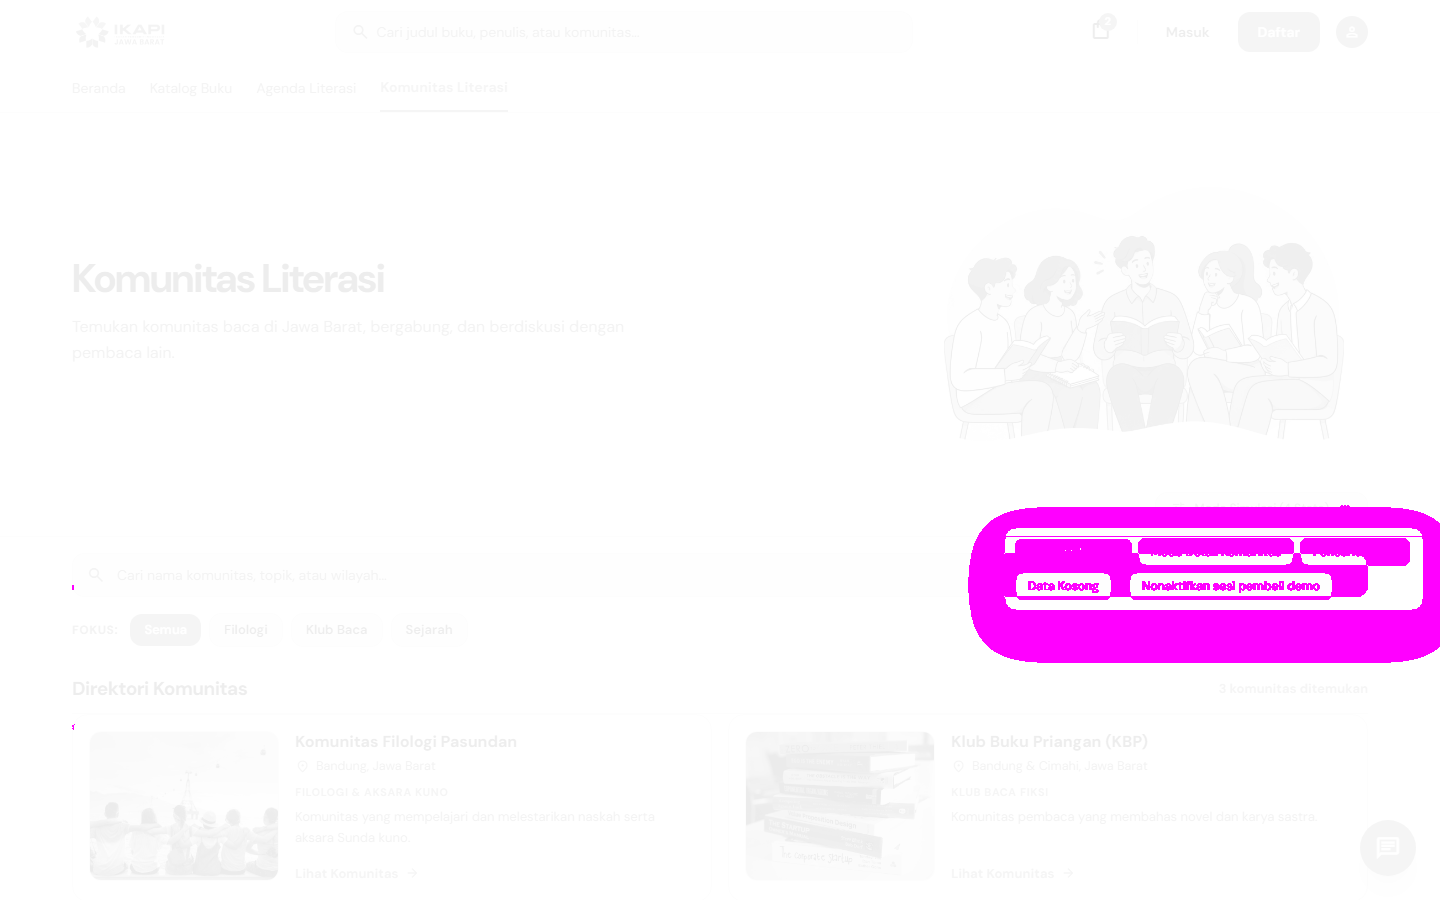 IKAPI
JAWA BARAT
Cari judul buku, penulis, atau komunitas...
2
Masuk
Daftar
Beranda
Katalog Buku
Agenda Literasi
Komunitas Literasi
Komunitas Literasi
Temukan komunitas baca di Jawa Barat, bergabung, dan berdiskusi dengan
pembaca lain.
Data Kosong
Nonaktifkan sesi pembeli demo
Cari nama komunitas, topik, atau wilayah...
FOKUS:
Semua
Filologi
Klub Baca
Sejarah
Direktori Komunitas
3 komunitas ditemukan
Komunitas Filologi Pasundan
Bandung, Jawa Barat
FILOLOGI & AKSARA KUNO
Komunitas yang mempelajari dan melestarikan naskah serta
aksara Sunda kuno.
Lihat Komunitas →
Klub Buku Priangan (KBP)
Bandung & Cimahi, Jawa Barat
KLUB BACA FIKSI
Komunitas pembaca yang membahas novel dan karya sastra.
Lihat Komunitas →